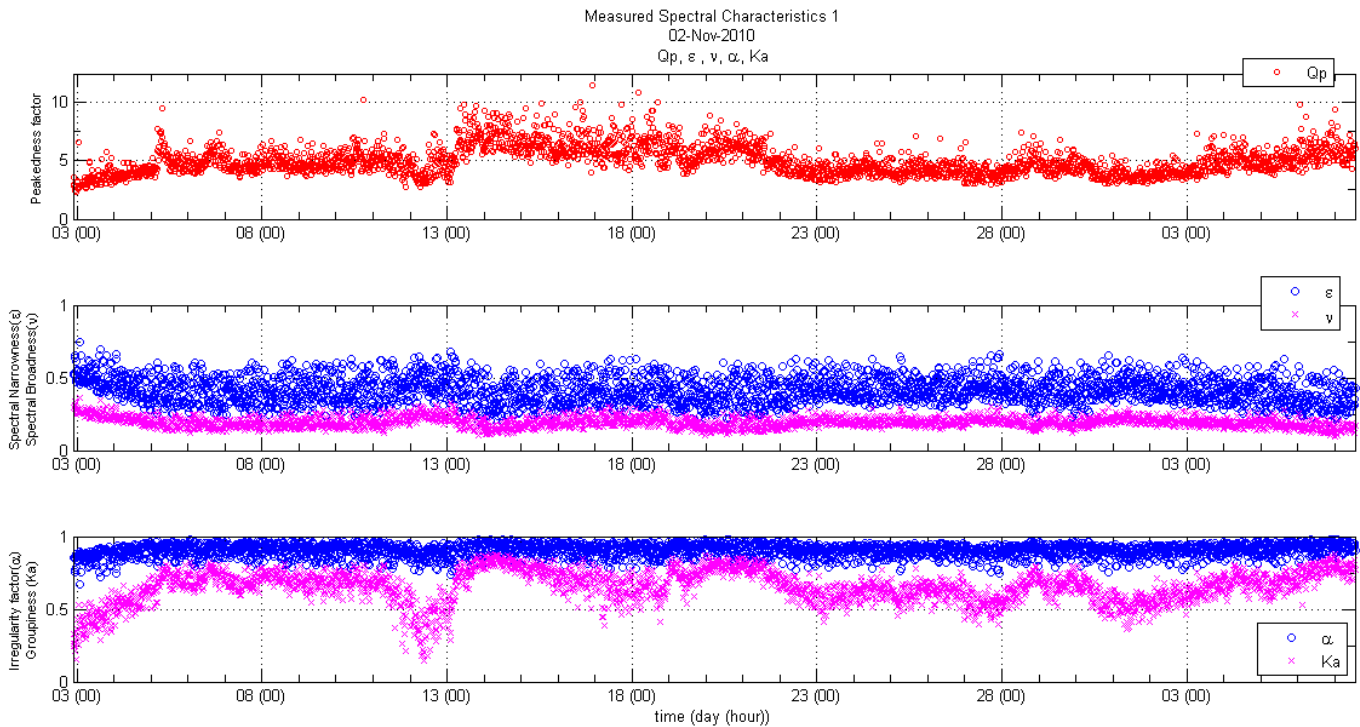 Measured Spectral Characteristics 1
02-Nov-2010
Qp, ε , ν, α, Ka
Peakedness factor
10
5
0
Qp
03 (00) 08 (00) 13 (00) 18 (00) 23 (00) 28 (00) 03 (00)
Spectral Narrowness(ε)
Spectral Broadness(ν)
1
0.5
0
ε
ν
03 (00) 08 (00) 13 (00) 18 (00) 23 (00) 28 (00) 03 (00)
Irregularity factor(α)
Groupiness (Ka)
1
0.5
0
α
Ka
03 (00) 08 (00) 13 (00) 18 (00) 23 (00) 28 (00) 03 (00)
time (day (hour))